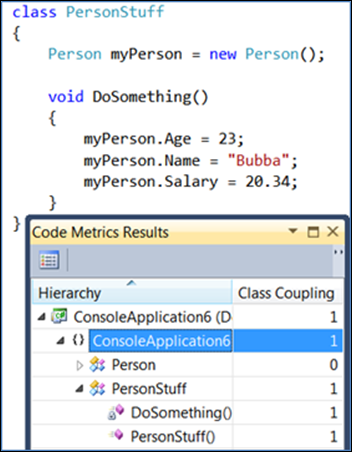 class PersonStuff
{
Person myPerson = new Person();
void DoSomething()
{
myPerson.Age = 23;
myPerson.Name = "Bubba";
myPerson.Salary = 20.34;
}
}
Code Metrics Results
Hierarchy Class Coupling
ConsoleApplication6 (D 1
{} ConsoleApplication6 1
Person 0
PersonStuff 1
DoSomething() 1
PersonStuff() 1